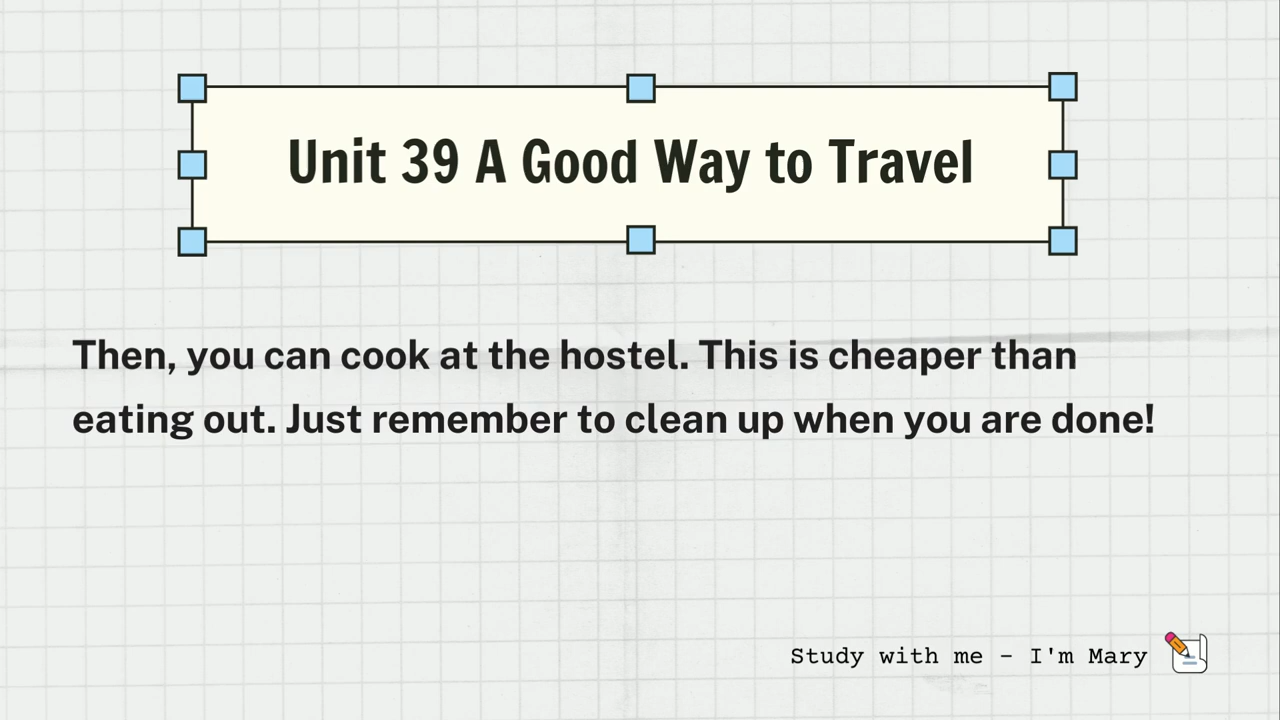 Unit 39 A Good Way to Travel
Then, you can cook at the hostel. This is cheaper than
eating out. Just remember to clean up when you are done!
Study with me - I'm Mary